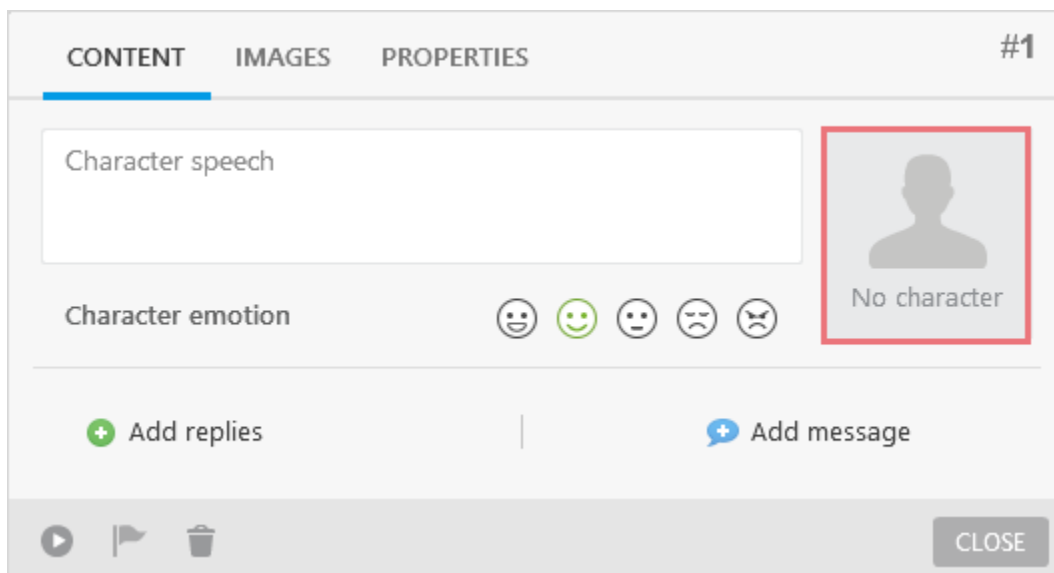 CONTENT IMAGES PROPERTIES #1
Character speech
No character
Character emotion
Add replies Add message
CLOSE